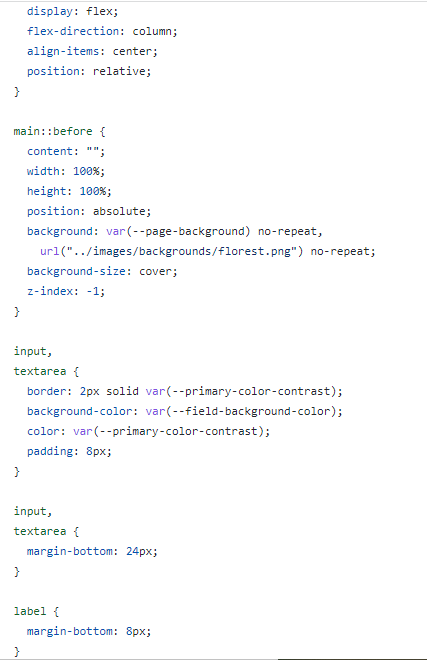 display: flex;
flex-direction: column;
align-items: center;
position: relative;
}
main::before {
content: "";
width: 100%;
height: 100%;
position: absolute;
background: var(--page-background) no-repeat,
url("../images/backgrounds/florest.png") no-repeat;
background-size: cover;
z-index: -1;
}
input,
textarea {
border: 2px solid var(--primary-color-contrast);
background-color: var(--field-background-color);
color: var(--primary-color-contrast);
padding: 8px;
}
input,
textarea {
margin-bottom: 24px;
}
label {
margin-bottom: 8px;
}